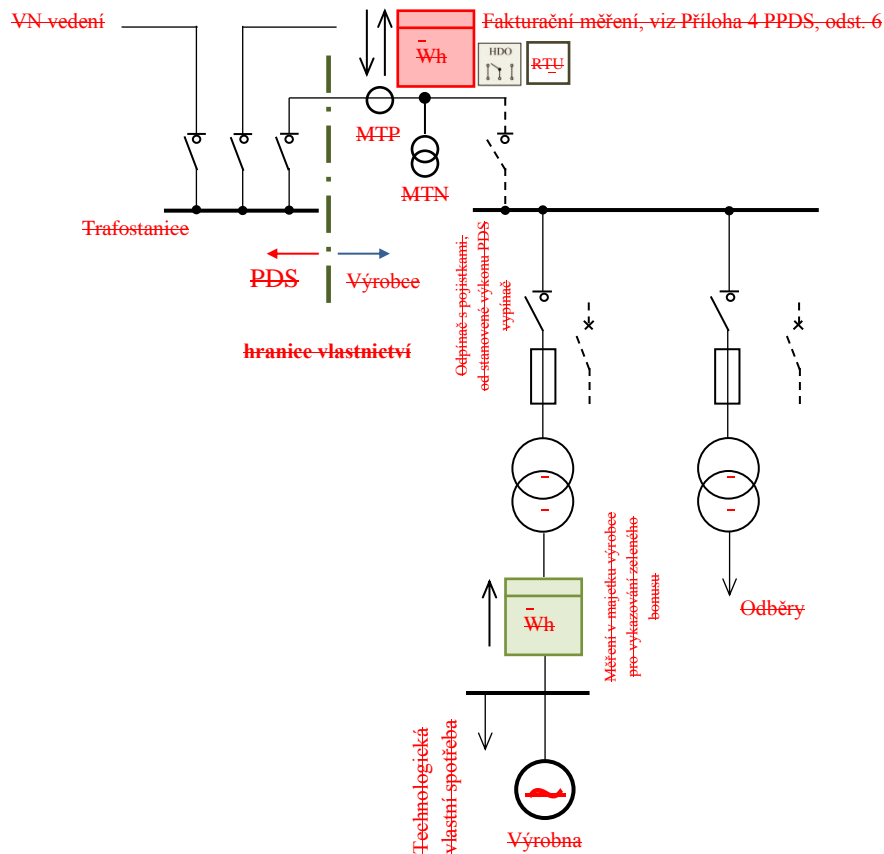 VN vedení
Fakturační měření, viz Příloha 4 PPDS, odst. 6
Wh
HDO
RTU
MTP
MTN
Trafostanice
PDS
Výrobce
hranice vlastnictví
Odpínač s pojistkami,
od stanovené výkonu PDS
vypínač
Měření v majetku výrobce
pro vykazování zeleného
bonusu
Wh
Odběry
Technologická
vlastní spotřeba
Výrobna